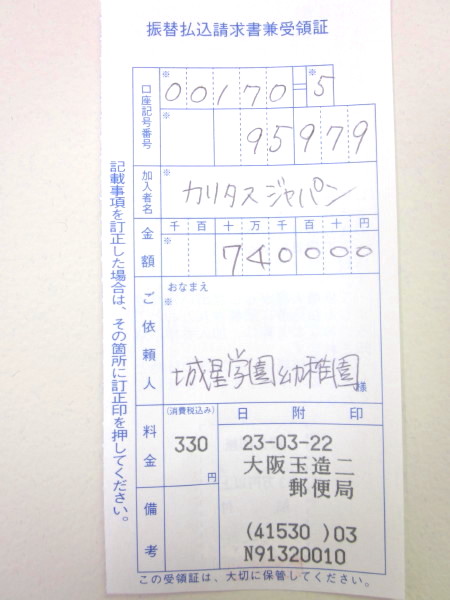 振替払込請求書兼受領証
口座記号番号
※ 00170=※5
※ 95979
加入者名
※ カリタスジャパン
金額
千 百 十 万 千 百 十 円
※ 740000
ご依頼人
おなまえ
※
城星学園幼稚園様
料金
(消費税込み)
330
円
備考
日附印
23-03-22
大阪玉造二
郵便局
(41530 )03
N91320010
記載事項を訂正した場合は、その箇所に訂正印を押してください。
この受領証は、大切に保管してください。